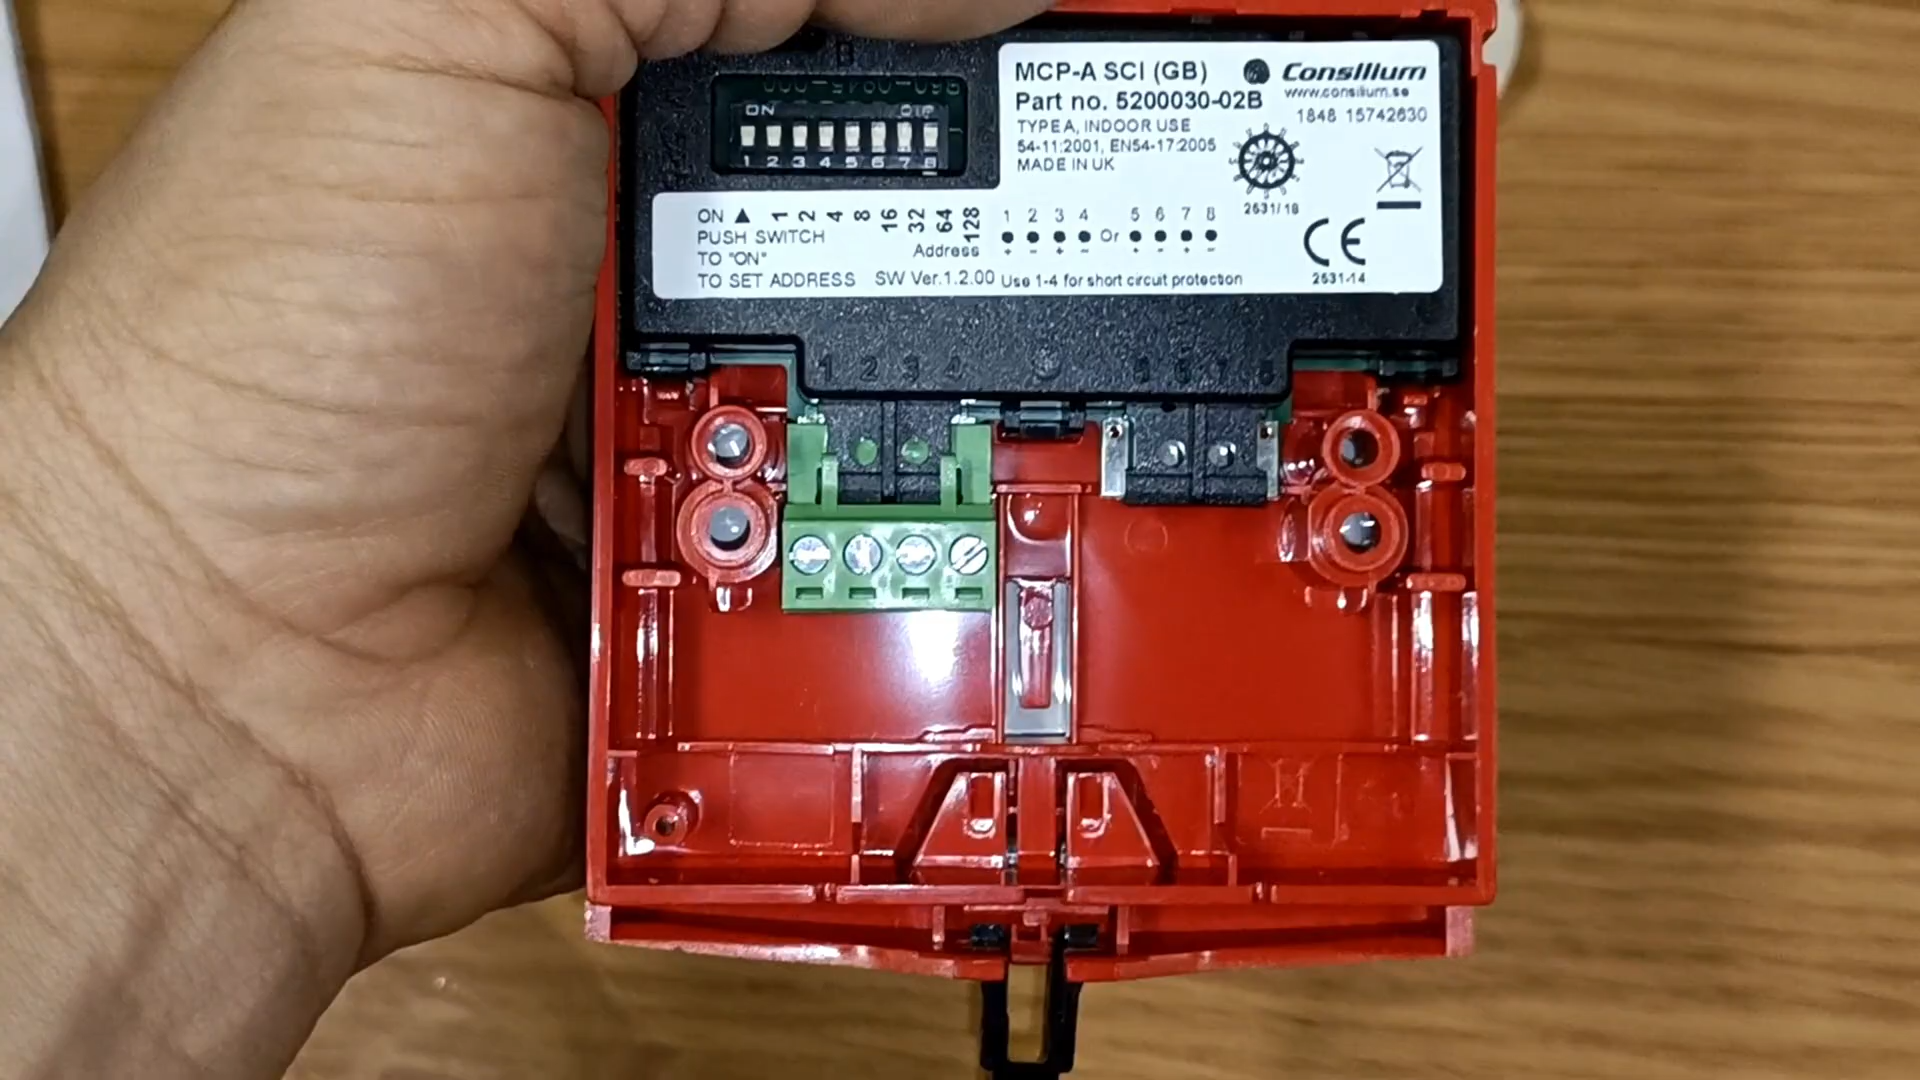 MCP-A SCI (GB)
Consilium
Part no. 5200030-02B
www.consilium.se
1848 15742630
TYPE A, INDOOR USE
54-11:2001, EN54-17:2005
MADE IN UK
2531/18
ON DIP
1 2 3 4 5 6 7 8
ON ▲ 1 2 4 8 16 32 64 128
PUSH SWITCH
TO "ON"
TO SET ADDRESS
Address
SW Ver.1.2.00
1 2 3 4 5 6 7 8
● ● ● ● Or ● ● ● ●
+ - + - + - + -
Use 1-4 for short circuit protection
CE
2531-14
1 2 3 4 5 6 7 8